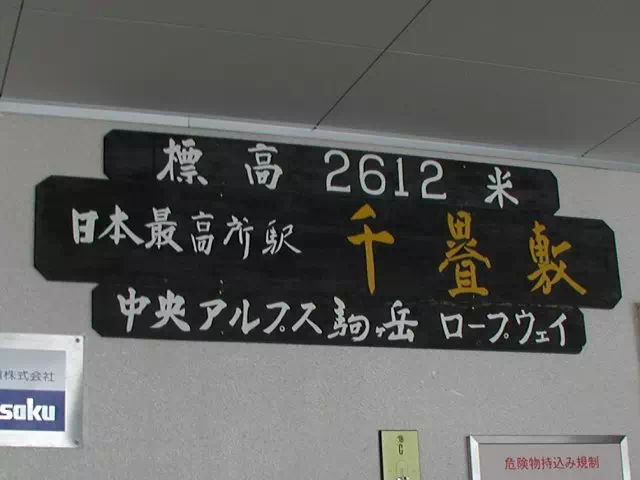 標高 2612 米
日本最高所駅 千畳敷
中央アルプス駒ヶ岳 ロープウェイ
株式会社
saku
℃
危険物持込み規制